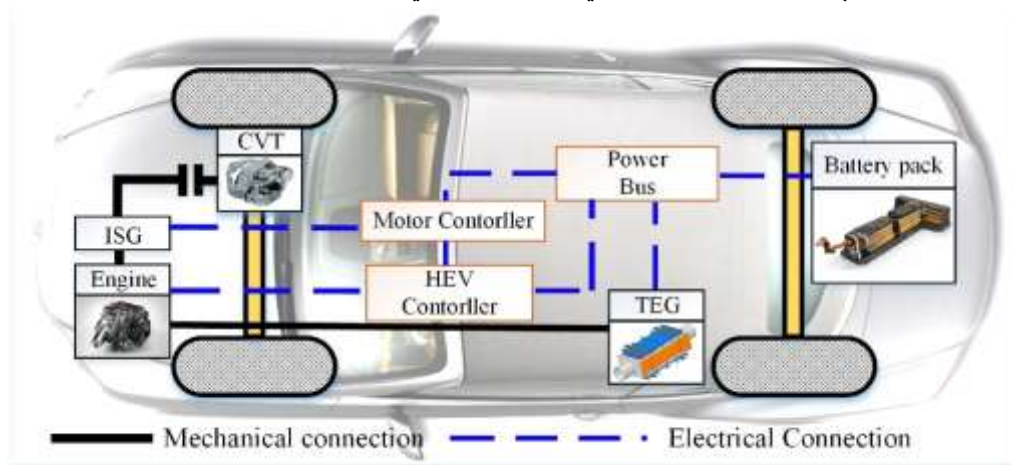 CVT
Power
Bus
Battery pack
ISG
Motor Contorller
Engine
HEV
Contorller
TEG
Mechanical connection
Electrical Connection